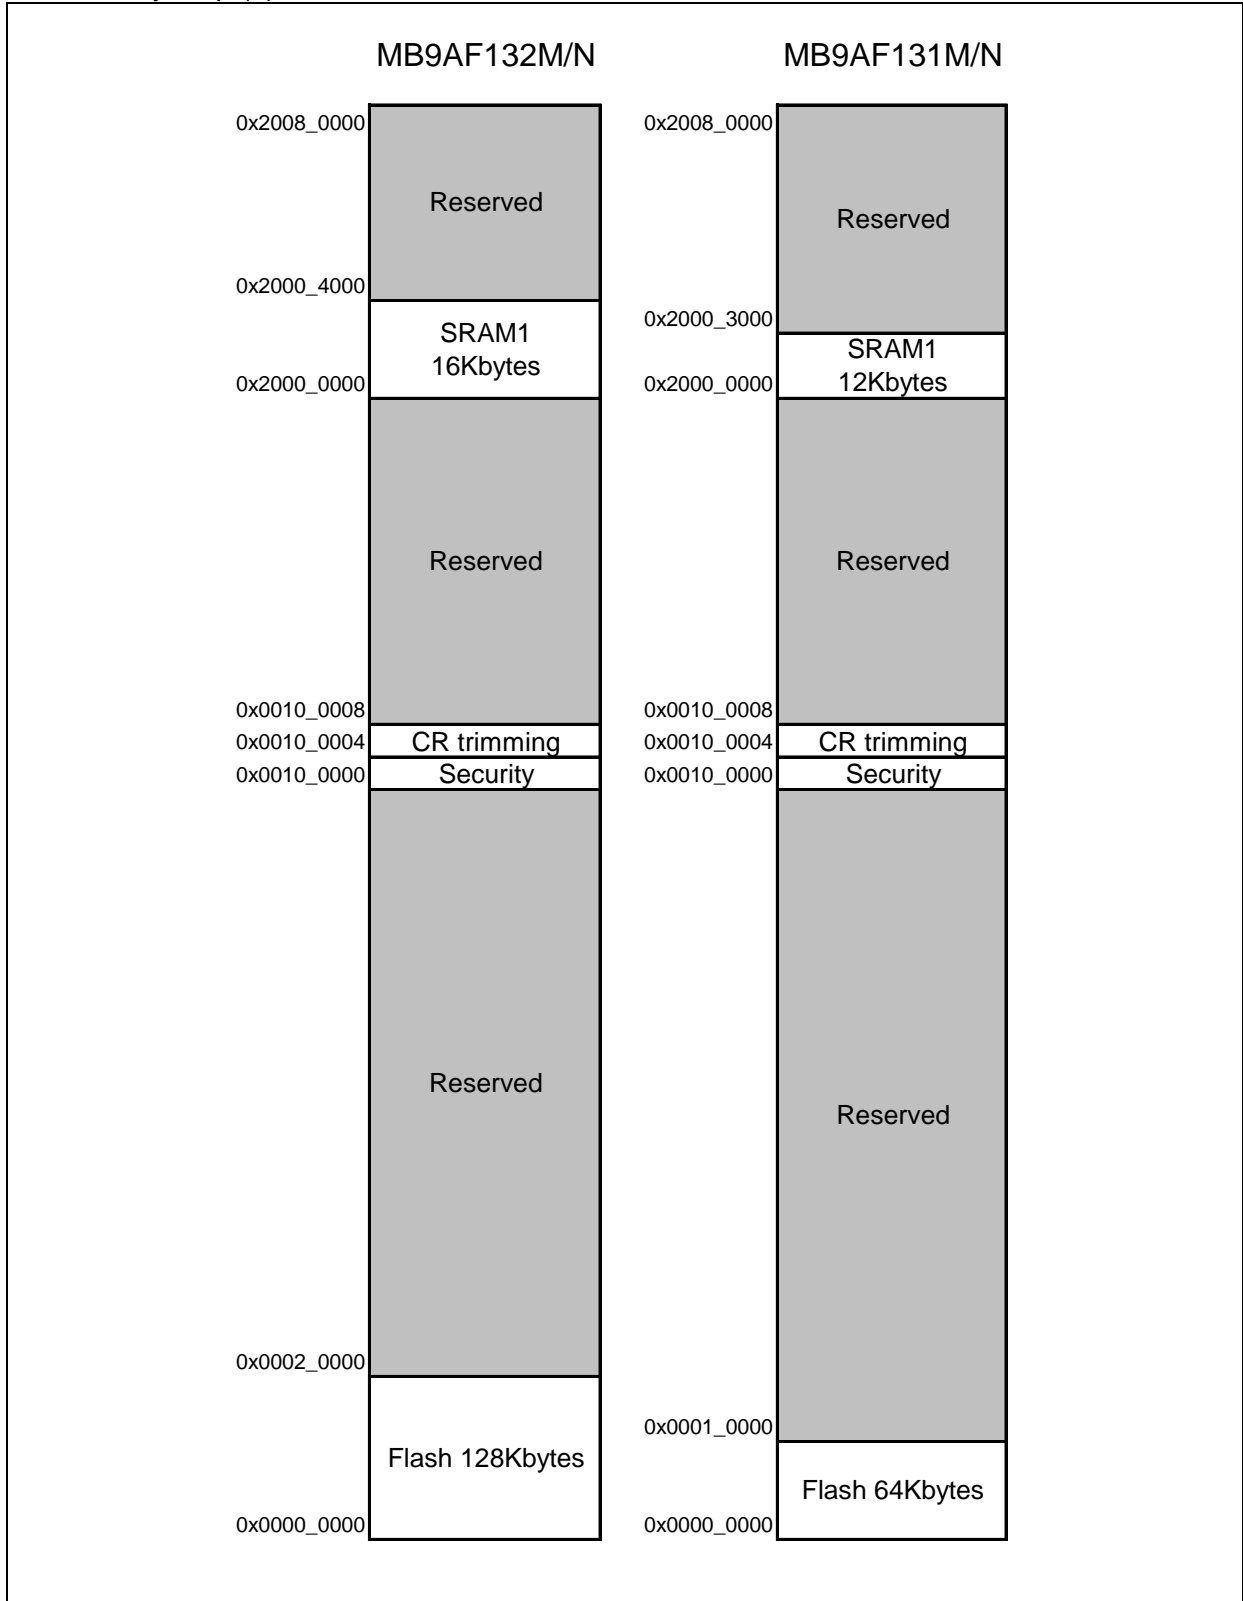 MB9AF132M/N
0x2008_0000
Reserved
0x2000_4000
SRAM1
16Kbytes
0x2000_0000
Reserved
0x0010_0008
0x0010_0004
CR trimming
0x0010_0000
Security
Reserved
0x0002_0000
Flash 128Kbytes
0x0000_0000
MB9AF131M/N
0x2008_0000
Reserved
0x2000_3000
SRAM1
12Kbytes
0x2000_0000
Reserved
0x0010_0008
0x0010_0004
CR trimming
0x0010_0000
Security
Reserved
0x0001_0000
Flash 64Kbytes
0x0000_0000